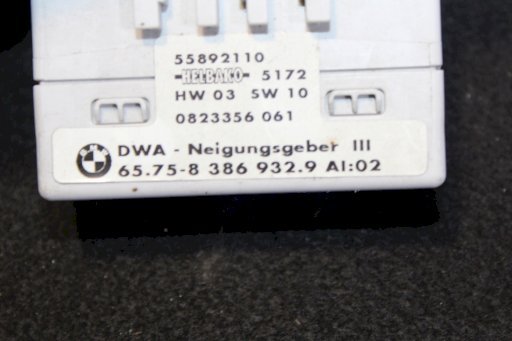 55892110
HELBAKO 5172
HW 03 SW 10
0823356 061
DWA - Neigungsgeber III
65.75-8 386 932.9 AI:02